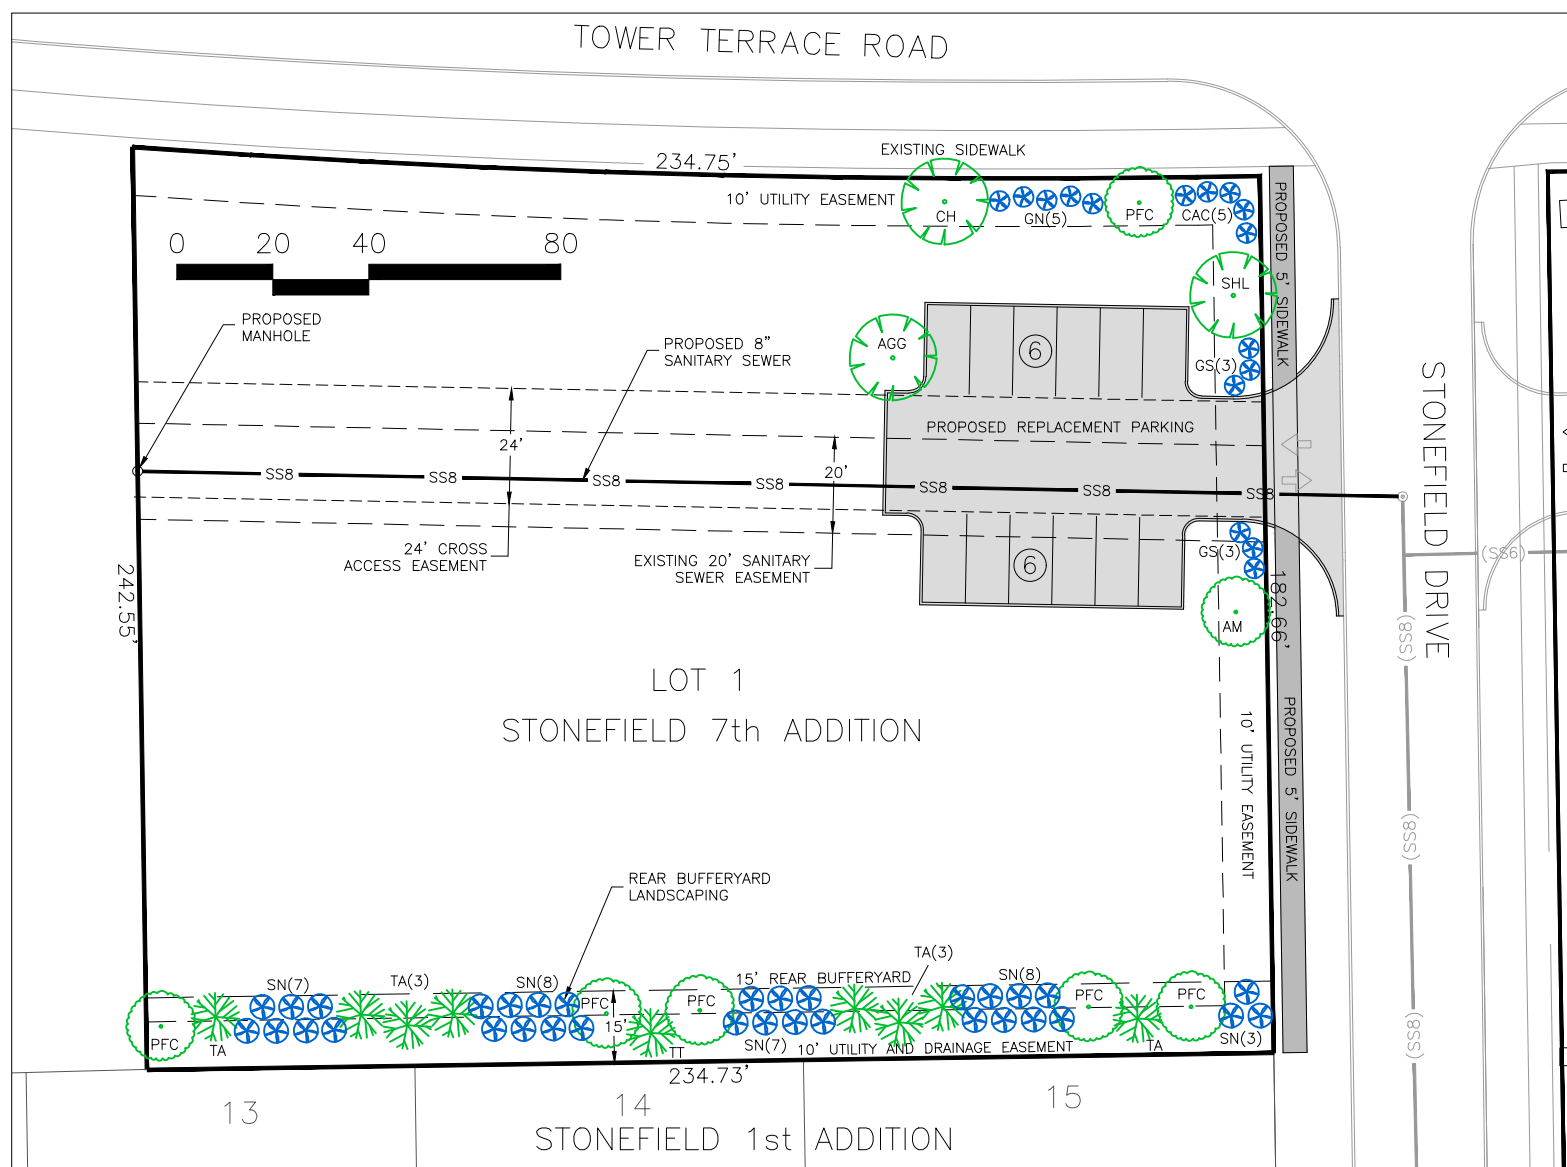 TOWER TERRACE ROAD
EXISTING SIDEWALK
234.75'
10' UTILITY EASEMENT
CH
GN(5)
PFC
CAC(5)
PROPOSED 5' SIDEWALK
0 20 40 80
SHL
PROPOSED
MANHOLE
PROPOSED 8"
SANITARY SEWER
AGG
6
GS(3)
STONEFIELD DRIVE
PROPOSED REPLACEMENT PARKING
24'
20'
SS8 SS8 SS8 SS8 SS8 SS8 SS8
24' CROSS
ACCESS EASEMENT
EXISTING 20' SANITARY
SEWER EASEMENT
6
GS(3)
(SS6)
242.55'
182.66'
AM
(SS8)
LOT 1
STONEFIELD 7th ADDITION
10' UTILITY EASEMENT
PROPOSED 5' SIDEWALK
(SS8)
REAR BUFFERYARD
LANDSCAPING
TA(3)
SN(7)
TA(3)
SN(8)
15' REAR BUFFERYARD
SN(8)
PFC
PFC
PFC
PFC
15'
(SS8)
PFC
TA
TT
SN(7)
10' UTILITY AND DRAINAGE EASEMENT
TA
SN(3)
234.73'
13
14
15
STONEFIELD 1st ADDITION